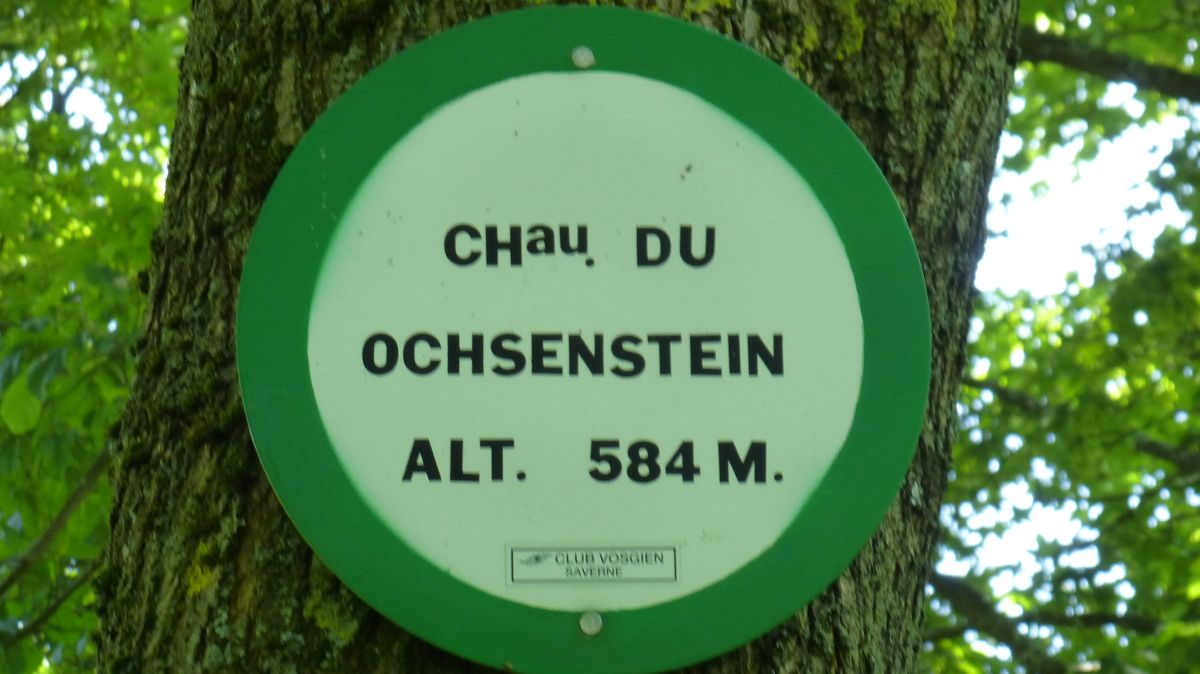 CHau. DU
OCHSENSTEIN
ALT. 584 M.
CLUB VOSGIEN
SAVERNE